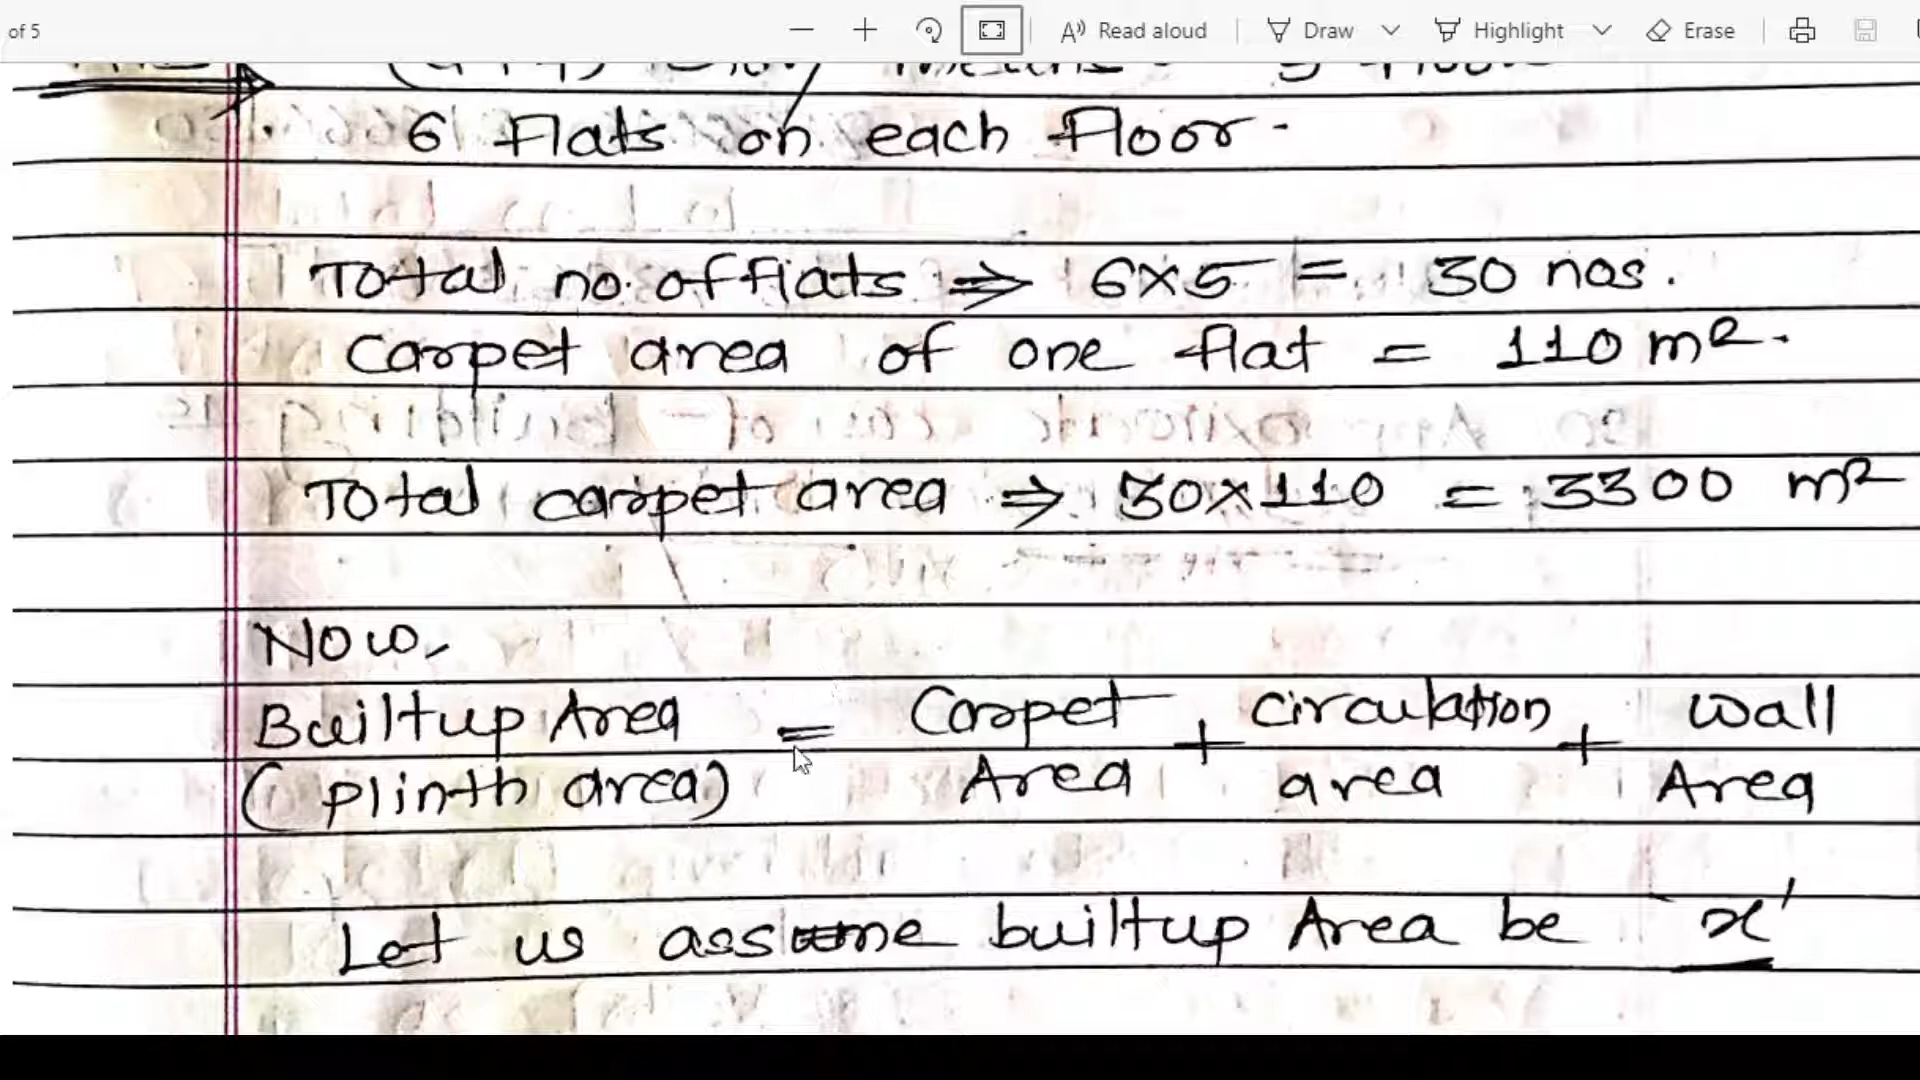 of 5
Read aloud
Draw
Highlight
Erase
6 flats on each floor.
Total no. of flats ⇒ 6×5 = 30 nos.
Carpet area of one flat = 110 m2.
Total carpet area ⇒ 30×110 = 3300 m2
Now,
Builtup Area = Carpet + circulation + Wall
(plinth area) Area area Area
Let us assume builtup Area be 'x'